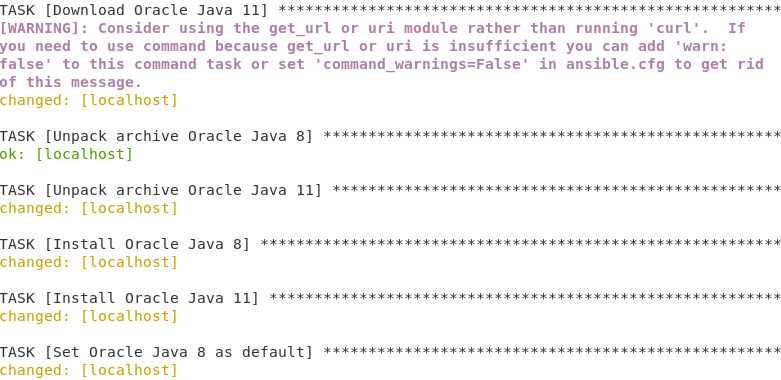 TASK [Download Oracle Java 11] ********************************************************
[WARNING]: Consider using the get_url or uri module rather than running 'curl'.  If
you need to use command because get_url or uri is insufficient you can add 'warn:
false' to this command task or set 'command_warnings=False' in ansible.cfg to get rid
of this message.
changed: [localhost]
TASK [Unpack archive Oracle Java 8] ***************************************************
ok: [localhost]
TASK [Unpack archive Oracle Java 11] **************************************************
changed: [localhost]
TASK [Install Oracle Java 8] **********************************************************
changed: [localhost]
TASK [Install Oracle Java 11] *********************************************************
changed: [localhost]
TASK [Set Oracle Java 8 as default] ***************************************************
changed: [localhost]